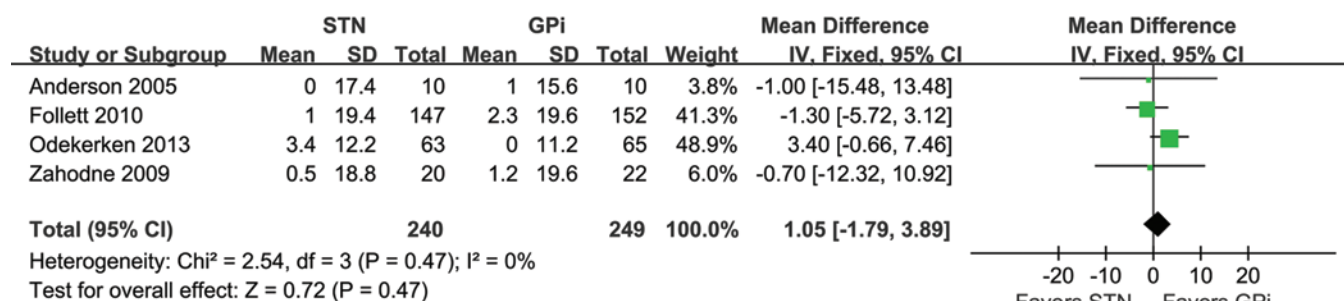 STN GPi Mean Difference Mean Difference
Study or Subgroup Mean SD Total Mean SD Total Weight IV, Fixed, 95% CI IV, Fixed, 95% CI
Anderson 2005 0 17.4 10 1 15.6 10 3.8% -1.00 [-15.48, 13.48]
Follett 2010 1 19.4 147 2.3 19.6 152 41.3% -1.30 [-5.72, 3.12]
Odekerken 2013 3.4 12.2 63 0 11.2 65 48.9% 3.40 [-0.66, 7.46]
Zahodne 2009 0.5 18.8 20 1.2 19.6 22 6.0% -0.70 [-12.32, 10.92]
Total (95% CI) 240 249 100.0% 1.05 [-1.79, 3.89]
Heterogeneity: Chi² = 2.54, df = 3 (P = 0.47); I² = 0%
Test for overall effect: Z = 0.72 (P = 0.47)
-20 -10 0 10 20
Favors STN Favors GPi